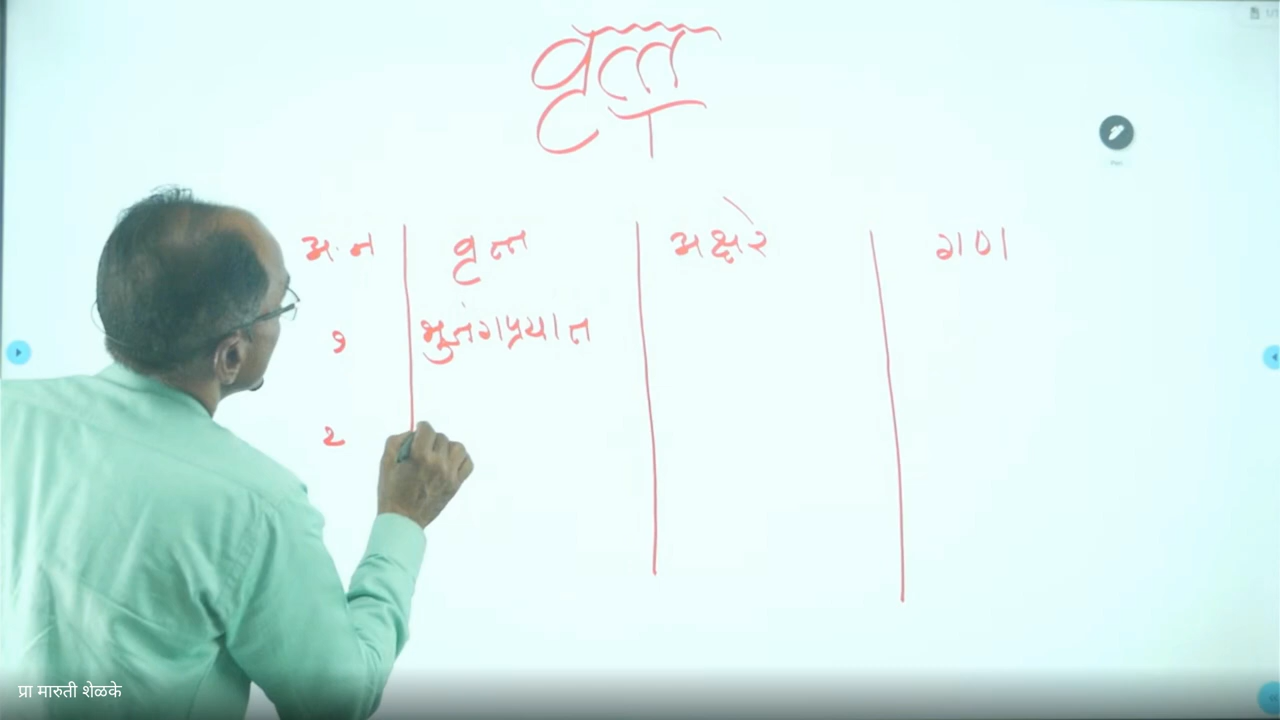 वृत्त
अ.न वृत्त अक्षरे गण
१ भुजंगप्रयात
२
प्रा मारुती शेळके